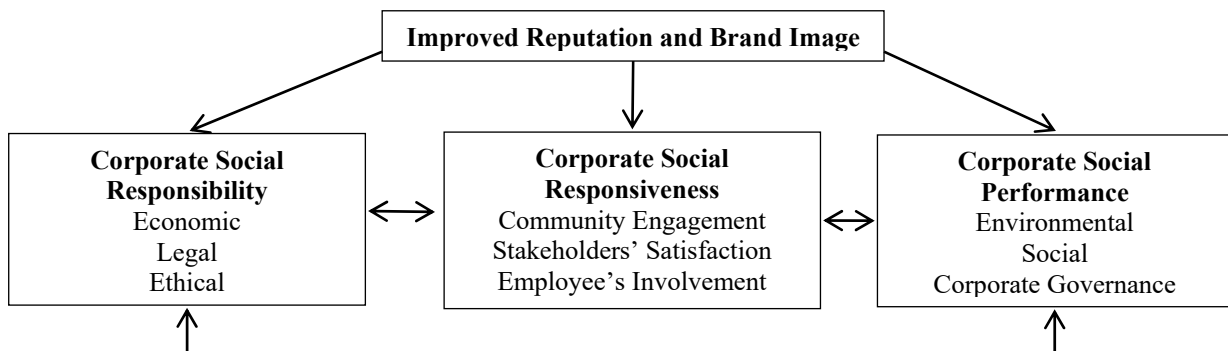 Improved Reputation and Brand Image
Corporate Social
Responsibility
Economic
Legal
Ethical
Corporate Social
Responsiveness
Community Engagement
Stakeholders’ Satisfaction
Employee’s Involvement
Corporate Social
Performance
Environmental
Social
Corporate Governance